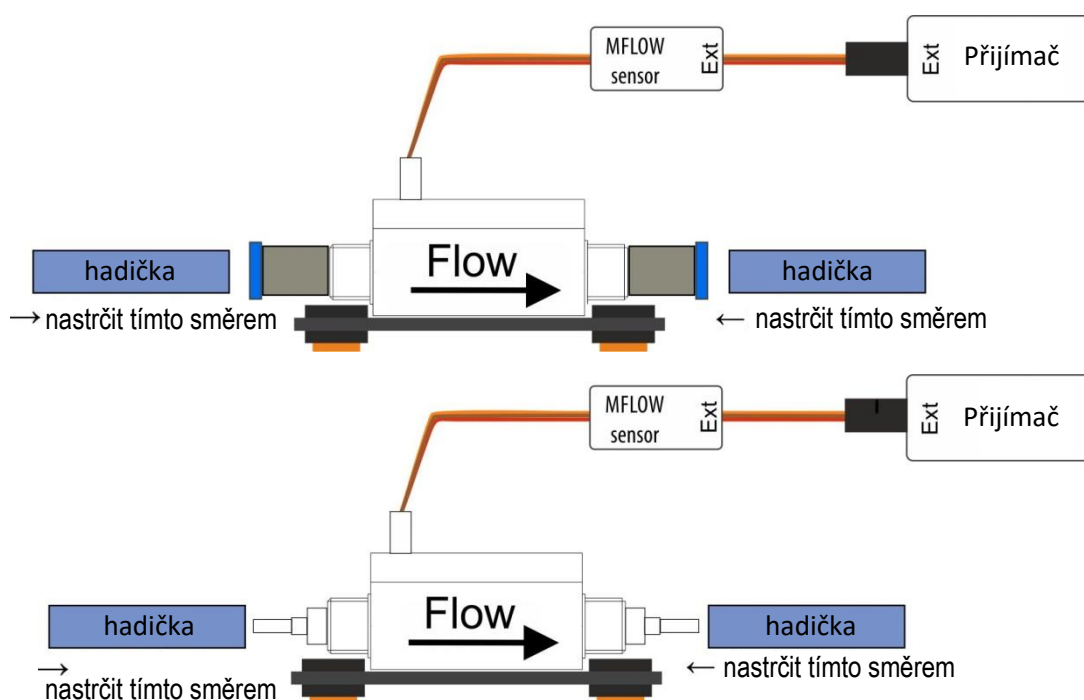 MFLOW
sensor
Ext
Ext
Přijímač
hadička
Flow
hadička
→ nastrčit tímto směrem
← nastrčit tímto směrem
MFLOW
sensor
Ext
Ext
Přijímač
hadička
Flow
hadička
→
nastrčit tímto směrem
← nastrčit tímto směrem